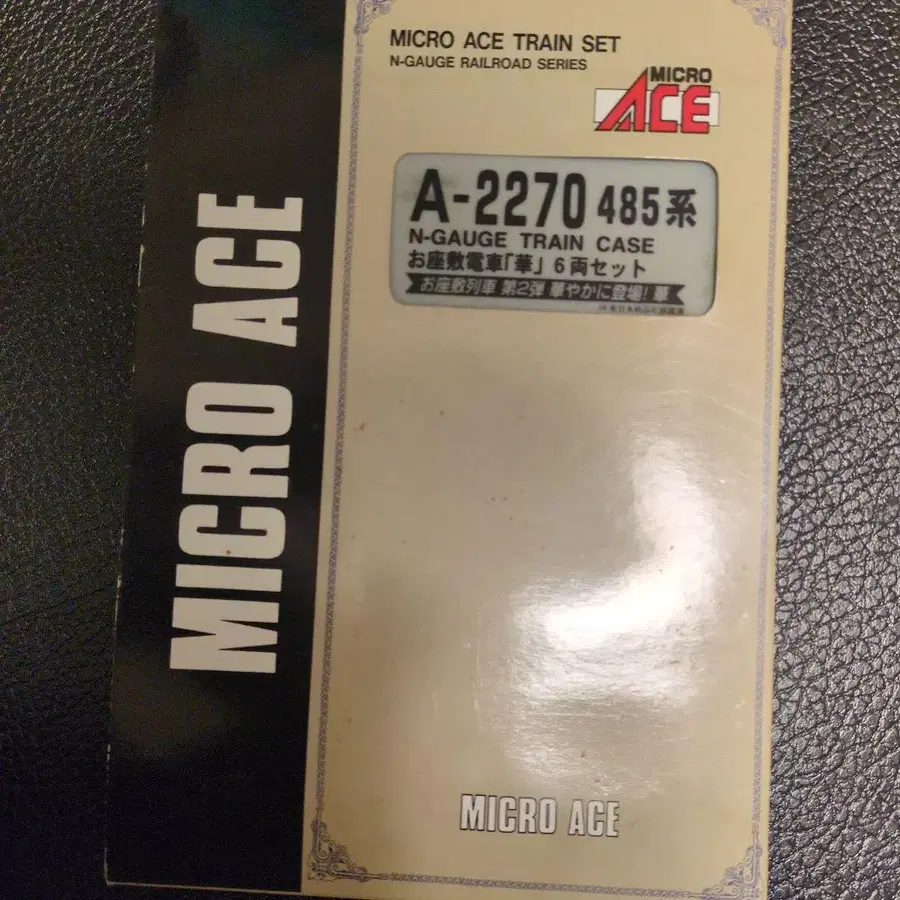 MICRO ACE
MICRO ACE TRAIN SET
N-GAUGE RAILROAD SERIES
MICRO
ACE
A-2270 485系
N-GAUGE TRAIN CASE
お座敷電車「華」6両セット
お座敷列車 第2弾 華やかに登場! 華
MICRO ACE